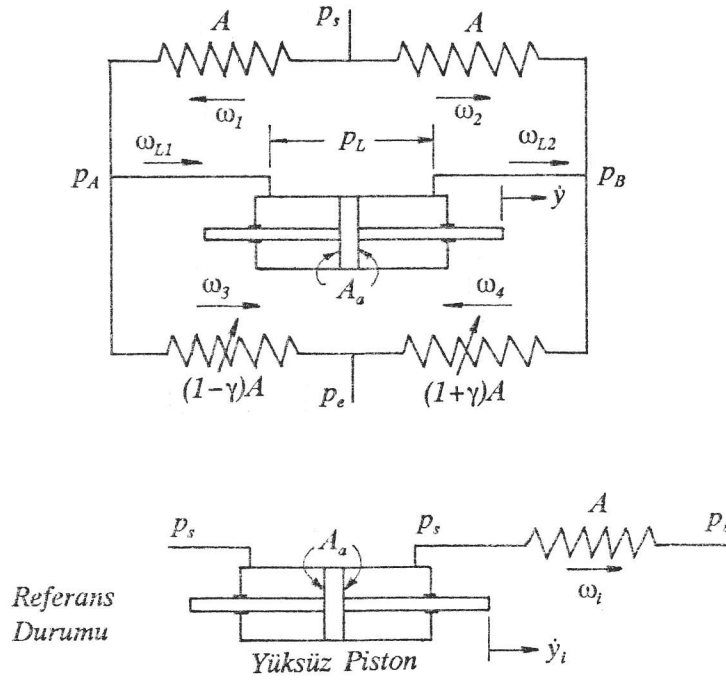 A p_s A
ω_1 ω_2
ω_L1 p_L ω_L2
p_A p_B
ẏ
ω_3 A_a ω_4
(1−γ)A p_e (1+γ)A
A
p_s A_a p_s
ω_i
Referans
Durumu
ẏ_i
Yüksüz Piston